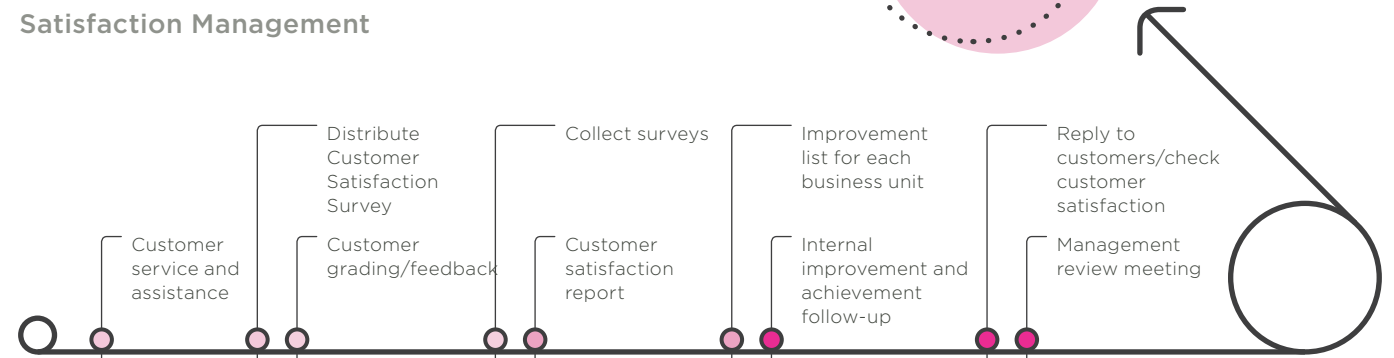 Satisfaction Management
Customer
service and
assistance
Distribute
Customer
Satisfaction
Survey
Customer
grading/feedback
Collect surveys
Customer
satisfaction
report
Improvement
list for each
business unit
Internal
improvement and
achievement
follow-up
Reply to
customers/check
customer
satisfaction
Management
review meeting